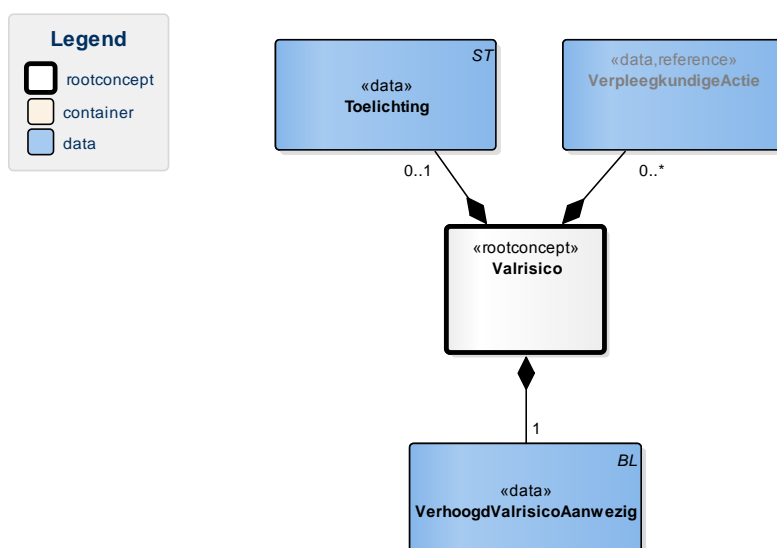 Legend
rootconcept
container
data
ST
«data»
Toelichting
«data,reference»
VerpleegkundigeActie
0..1
0..*
«rootconcept»
Valrisico
1
BL
«data»
VerhoogdValrisicoAanwezig